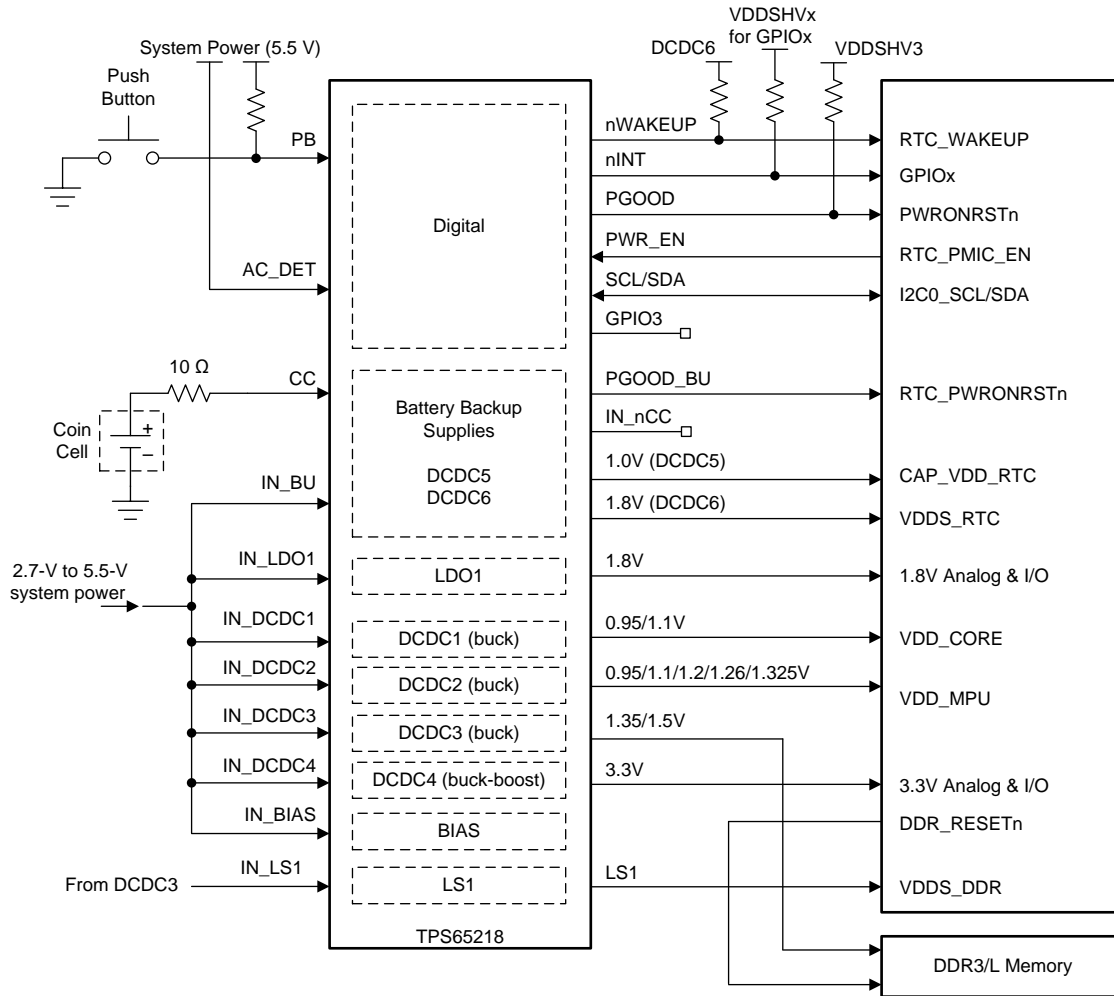 System Power (5.5 V)
Push
Button
PB
AC_DET
10 Ω
CC
Coin
Cell
+
−
IN_BU
2.7-V to 5.5-V
system power
IN_LDO1
IN_DCDC1
IN_DCDC2
IN_DCDC3
IN_DCDC4
IN_BIAS
From DCDC3
IN_LS1
Digital
Battery Backup
Supplies
DCDC5
DCDC6
LDO1
DCDC1 (buck)
DCDC2 (buck)
DCDC3 (buck)
DCDC4 (buck-boost)
BIAS
LS1
TPS65218
DCDC6
VDDSHVx
for GPIOx
VDDSHV3
nWAKEUP
nINT
PGOOD
PWR_EN
SCL/SDA
GPIO3
PGOOD_BU
IN_nCC
1.0V (DCDC5)
1.8V (DCDC6)
1.8V
0.95/1.1V
0.95/1.1/1.2/1.26/1.325V
1.35/1.5V
3.3V
LS1
RTC_WAKEUP
GPIOx
PWRONRSTn
RTC_PMIC_EN
I2C0_SCL/SDA
RTC_PWRONRSTn
CAP_VDD_RTC
VDDS_RTC
1.8V Analog & I/O
VDD_CORE
VDD_MPU
3.3V Analog & I/O
DDR_RESETn
VDDS_DDR
DDR3/L Memory